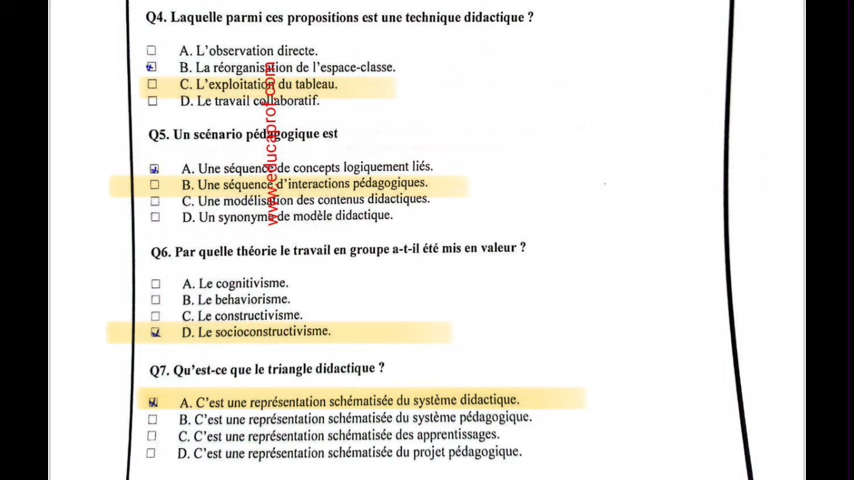 Q4. Laquelle parmi ces propositions est une technique didactique ?
A. L'observation directe.
B. La réorganisation de l'espace-classe.
C. L'exploitation du tableau.
D. Le travail collaboratif.
Q5. Un scénario pédagogique est
A. Une séquence de concepts logiquement liés.
B. Une séquence d'interactions pédagogiques.
C. Une modélisation des contenus didactiques.
D. Un synonyme de modèle didactique.
Q6. Par quelle théorie le travail en groupe a-t-il été mis en valeur ?
A. Le cognitivisme.
B. Le behaviorisme.
C. Le constructivisme.
D. Le socioconstructivisme.
Q7. Qu'est-ce que le triangle didactique ?
A. C'est une représentation schématisée du système didactique.
B. C'est une représentation schématisée du système pédagogique.
C. C'est une représentation schématisée des apprentissages.
D. C'est une représentation schématisée du projet pédagogique.
www.educaprof.com